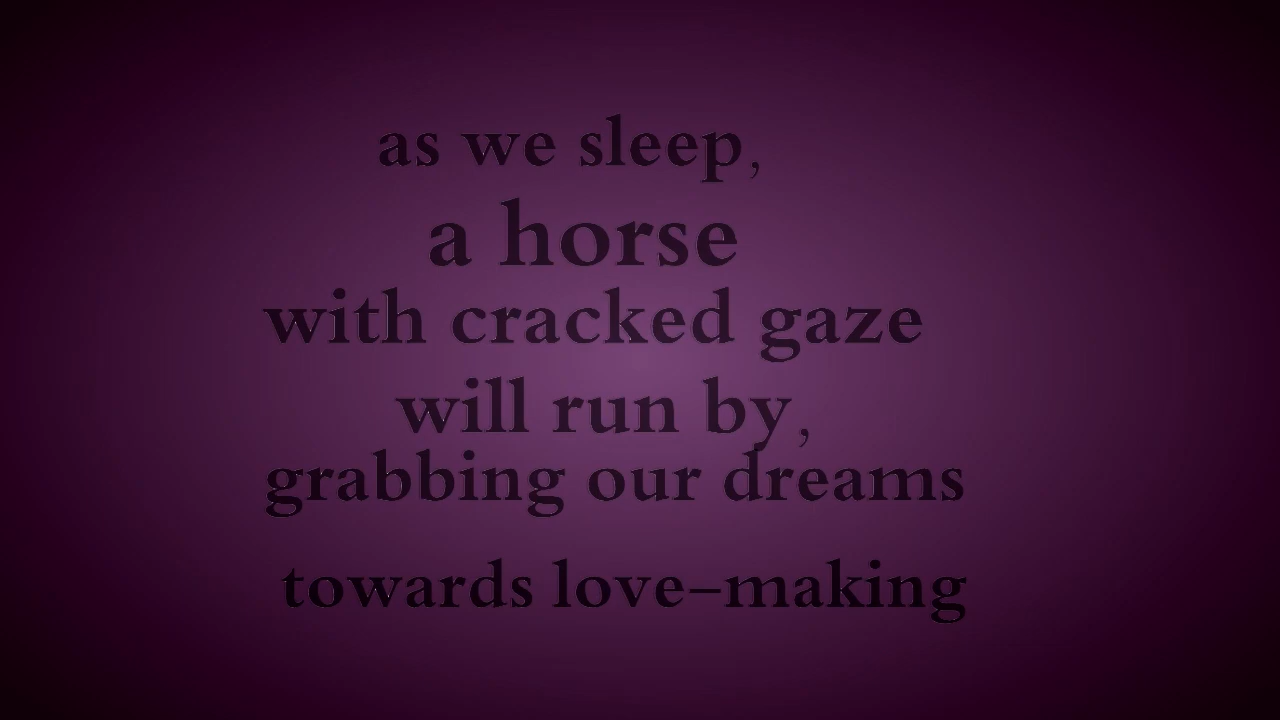 as we sleep,
a horse
with cracked gaze
will run by,
grabbing our dreams
towards love–making